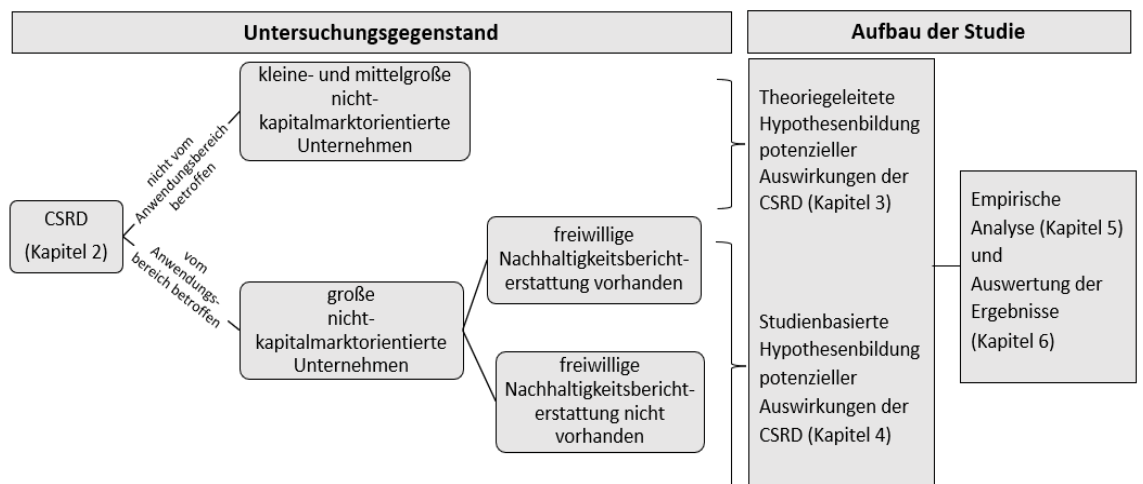 Untersuchungsgegenstand
Aufbau der Studie
CSRD
(Kapitel 2)
nicht vom
Anwendungsbereich
betroffen
vom
Anwendungs-
bereich betroffen
kleine- und mittelgroße
nicht-
kapitalmarktorientierte
Unternehmen
große
nicht-
kapitalmarktorientierte
Unternehmen
freiwillige
Nachhaltigkeitsbericht-
erstattung vorhanden
freiwillige
Nachhaltigkeitsbericht-
erstattung nicht
vorhanden
Theoriegeleitete
Hypothesenbildung
potenzieller
Auswirkungen der
CSRD (Kapitel 3)
Studienbasierte
Hypothesenbildung
potenzieller
Auswirkungen der
CSRD (Kapitel 4)
Empirische
Analyse (Kapitel 5)
und
Auswertung der
Ergebnisse
(Kapitel 6)